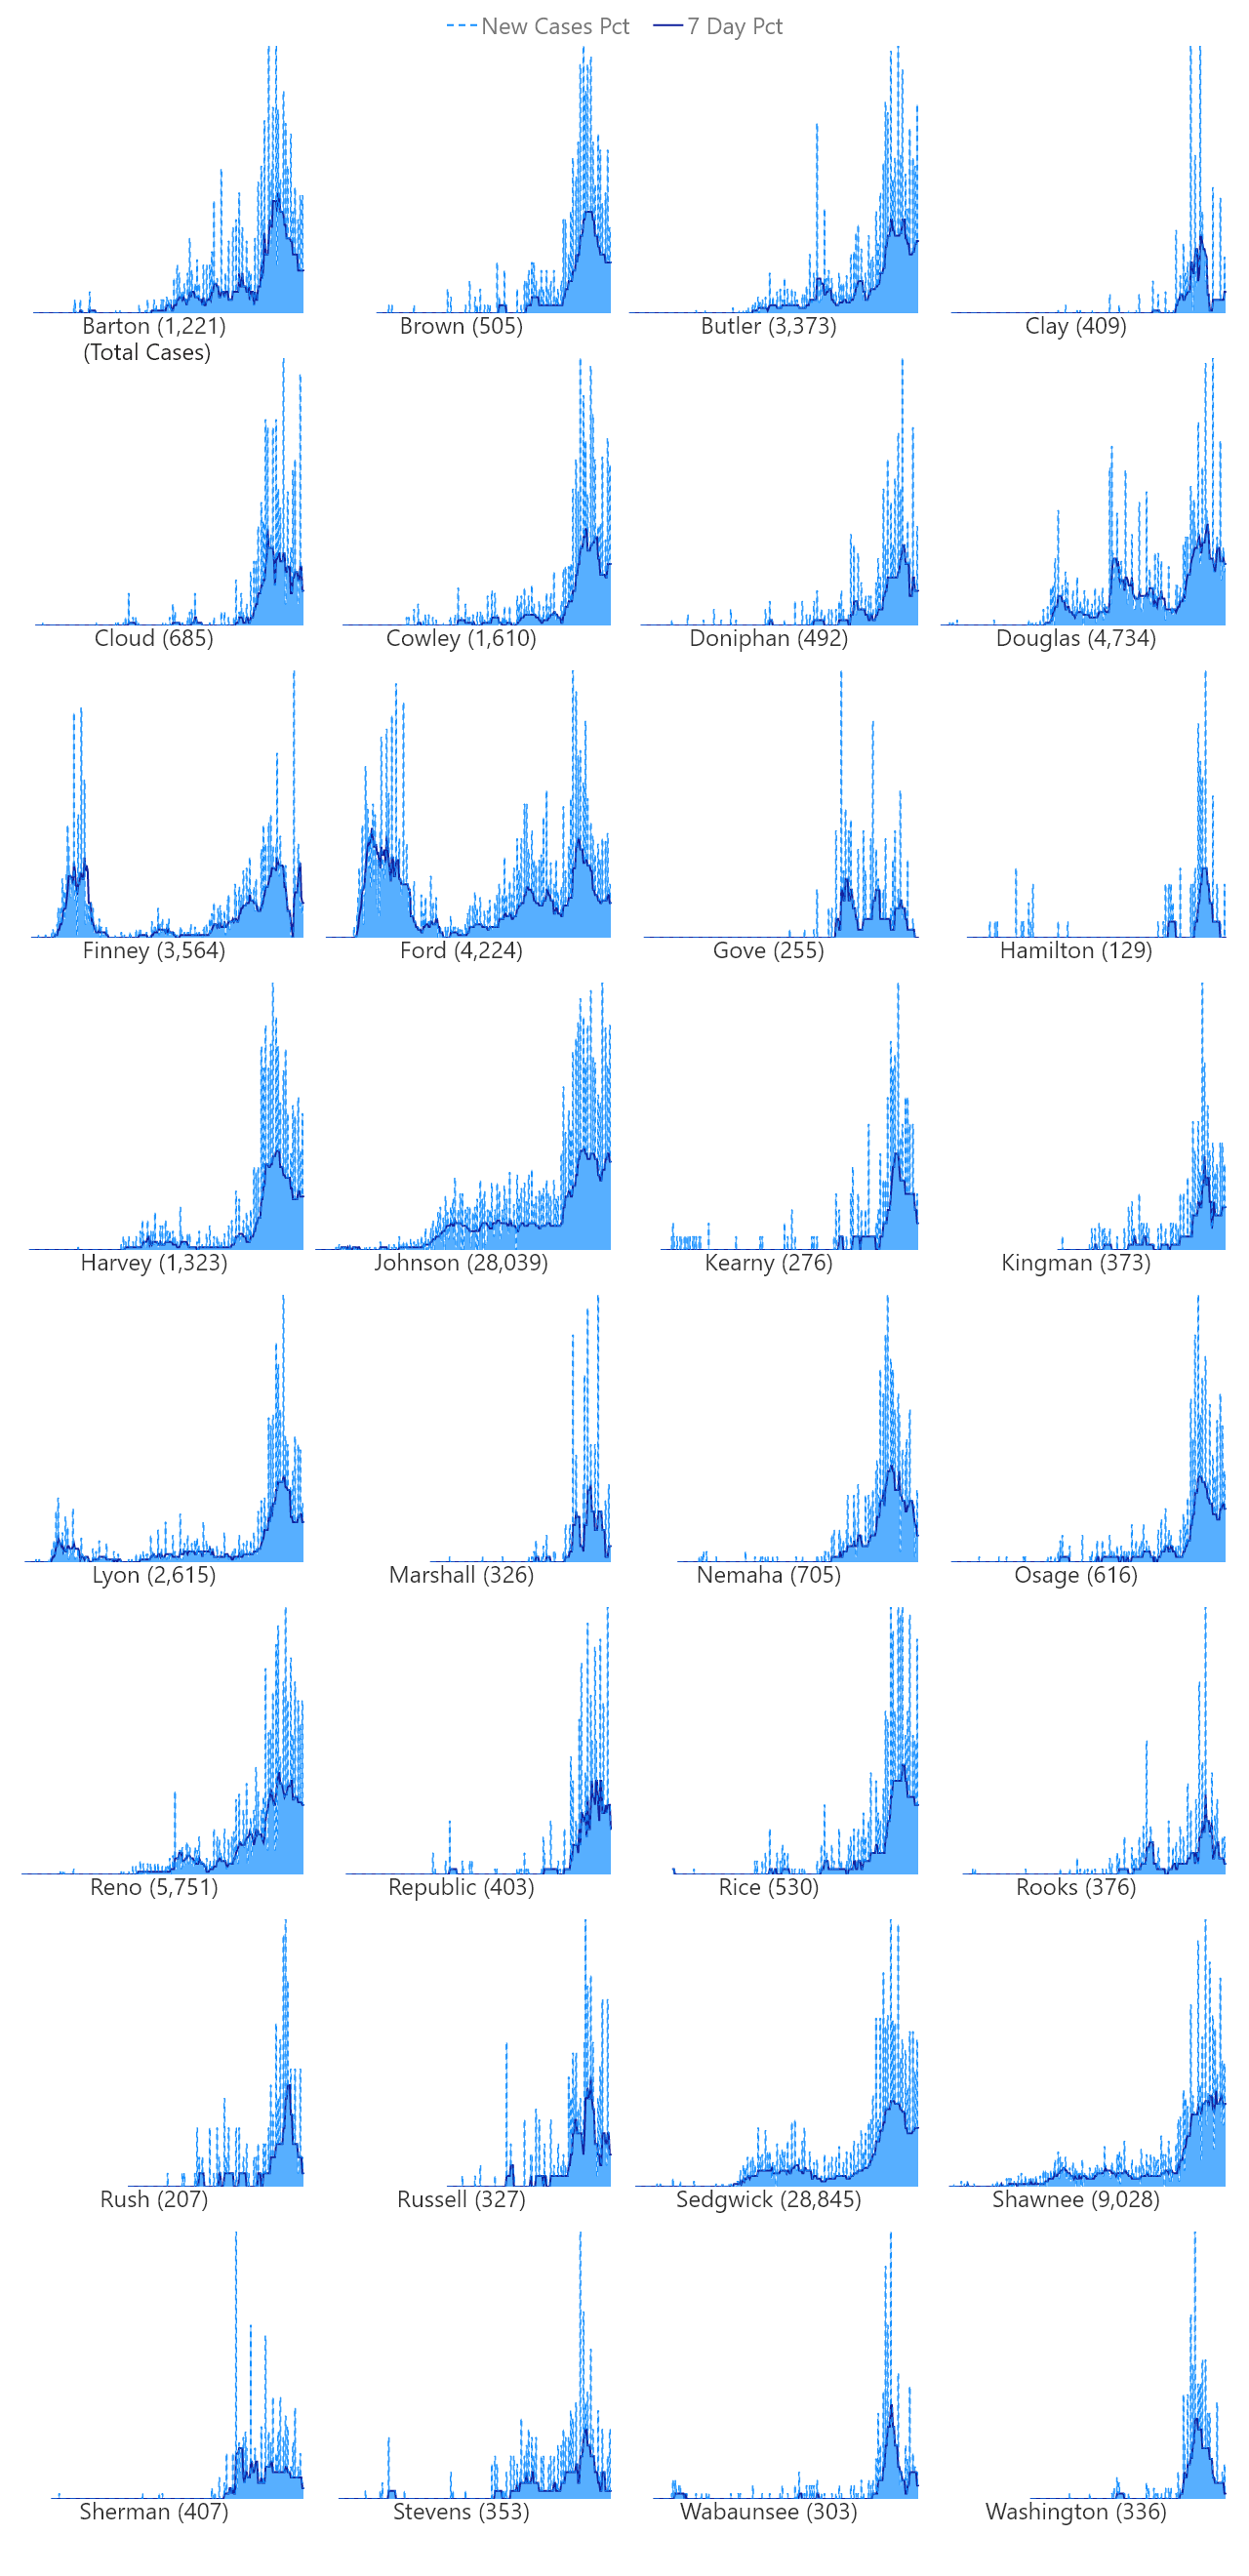 New Cases Pct 7 Day Pct
Barton (1,221) Brown (505) Butler (3,373) Clay (409)
(Total Cases)
Cloud (685) Cowley (1,610) Doniphan (492) Douglas (4,734)
Finney (3,564) Ford (4,224) Gove (255) Hamilton (129)
Harvey (1,323) Johnson (28,039) Kearny (276) Kingman (373)
Lyon (2,615) Marshall (326) Nemaha (705) Osage (616)
Reno (5,751) Republic (403) Rice (530) Rooks (376)
Rush (207) Russell (327) Sedgwick (28,845) Shawnee (9,028)
Sherman (407) Stevens (353) Wabaunsee (303) Washington (336)